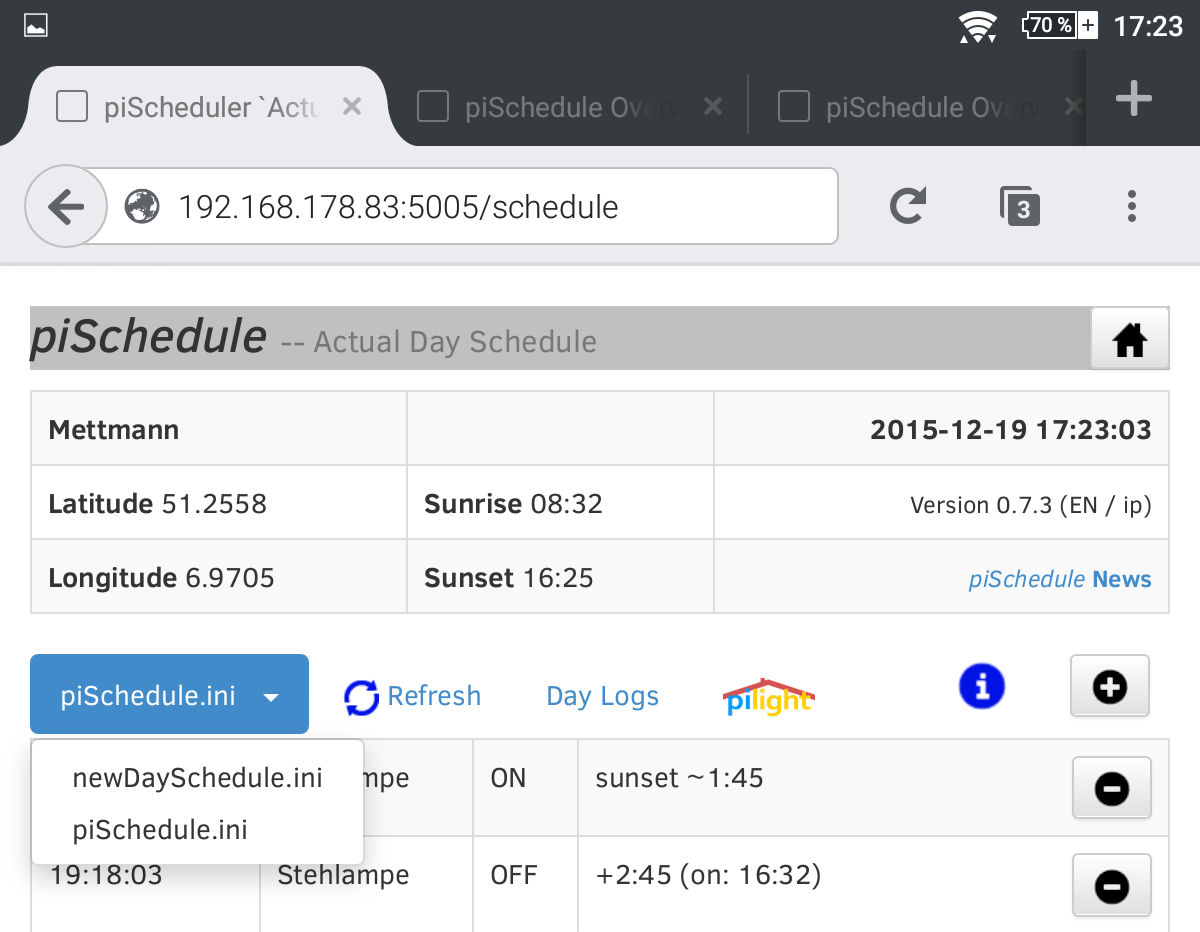 70 % + 17:23
piScheduler `Actu
piSchedule Over
piSchedule Over
192.168.178.83:5005/schedule
3
piSchedule -- Actual Day Schedule
Mettmann 2015-12-19 17:23:03
Latitude 51.2558 Sunrise 08:32 Version 0.7.3 (EN / ip)
Longitude 6.9705 Sunset 16:25 piSchedule News
piSchedule.ini Refresh Day Logs pilight i
newDaySchedule.ini mpe ON sunset ~1:45
piSchedule.ini
19:18:03 Stehlampe OFF +2:45 (on: 16:32)